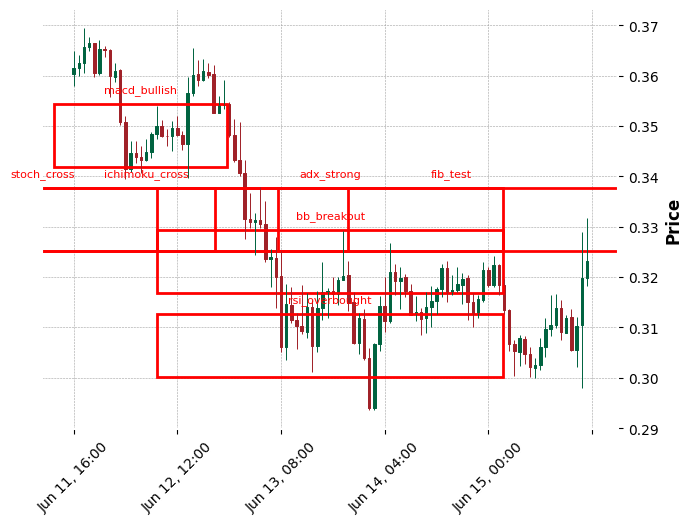 0.37
0.36
macd_bullish
0.35
stoch_cross ichimoku_cross adx_strong fib_test
0.34
bb_breakout
0.33
Price
0.32
rsi_overbought
0.31
0.30
0.29
Jun 11, 16:00
Jun 12, 12:00
Jun 13, 08:00
Jun 14, 04:00
Jun 15, 00:00